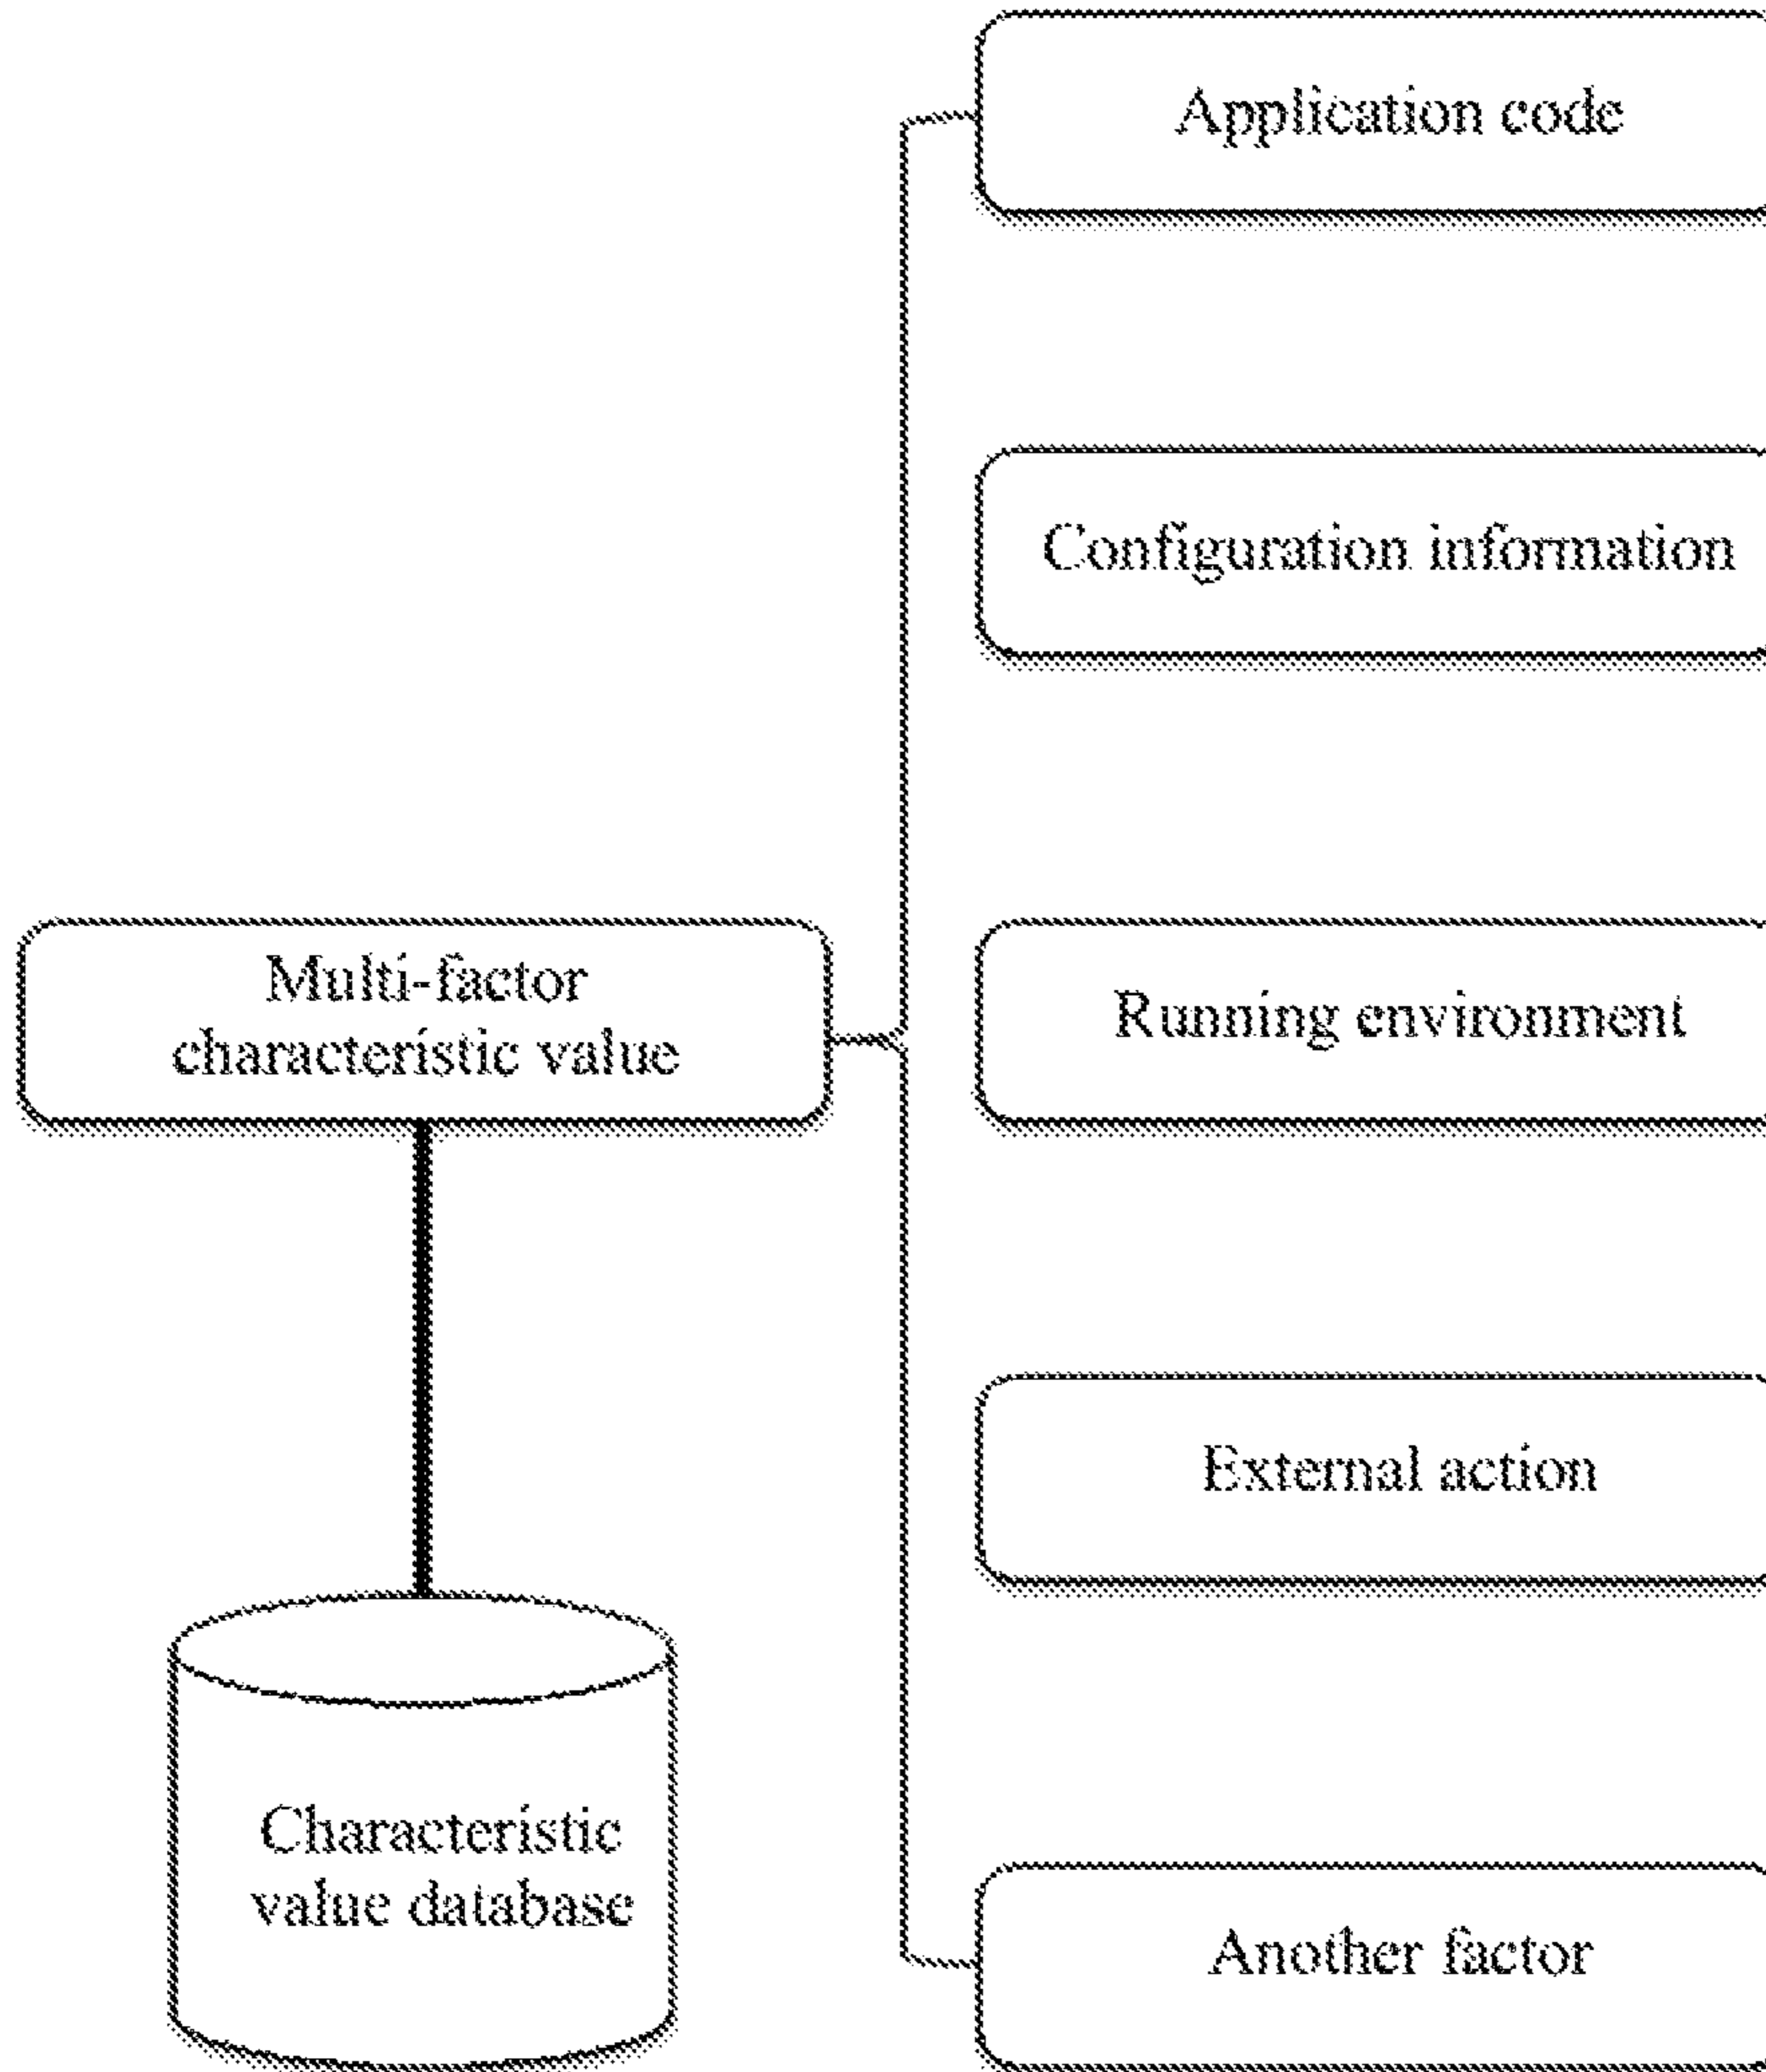 Application code
Configuration information
Multi-factor
characteristic value
Running environment
External action
Characteristic
value database
Another factor